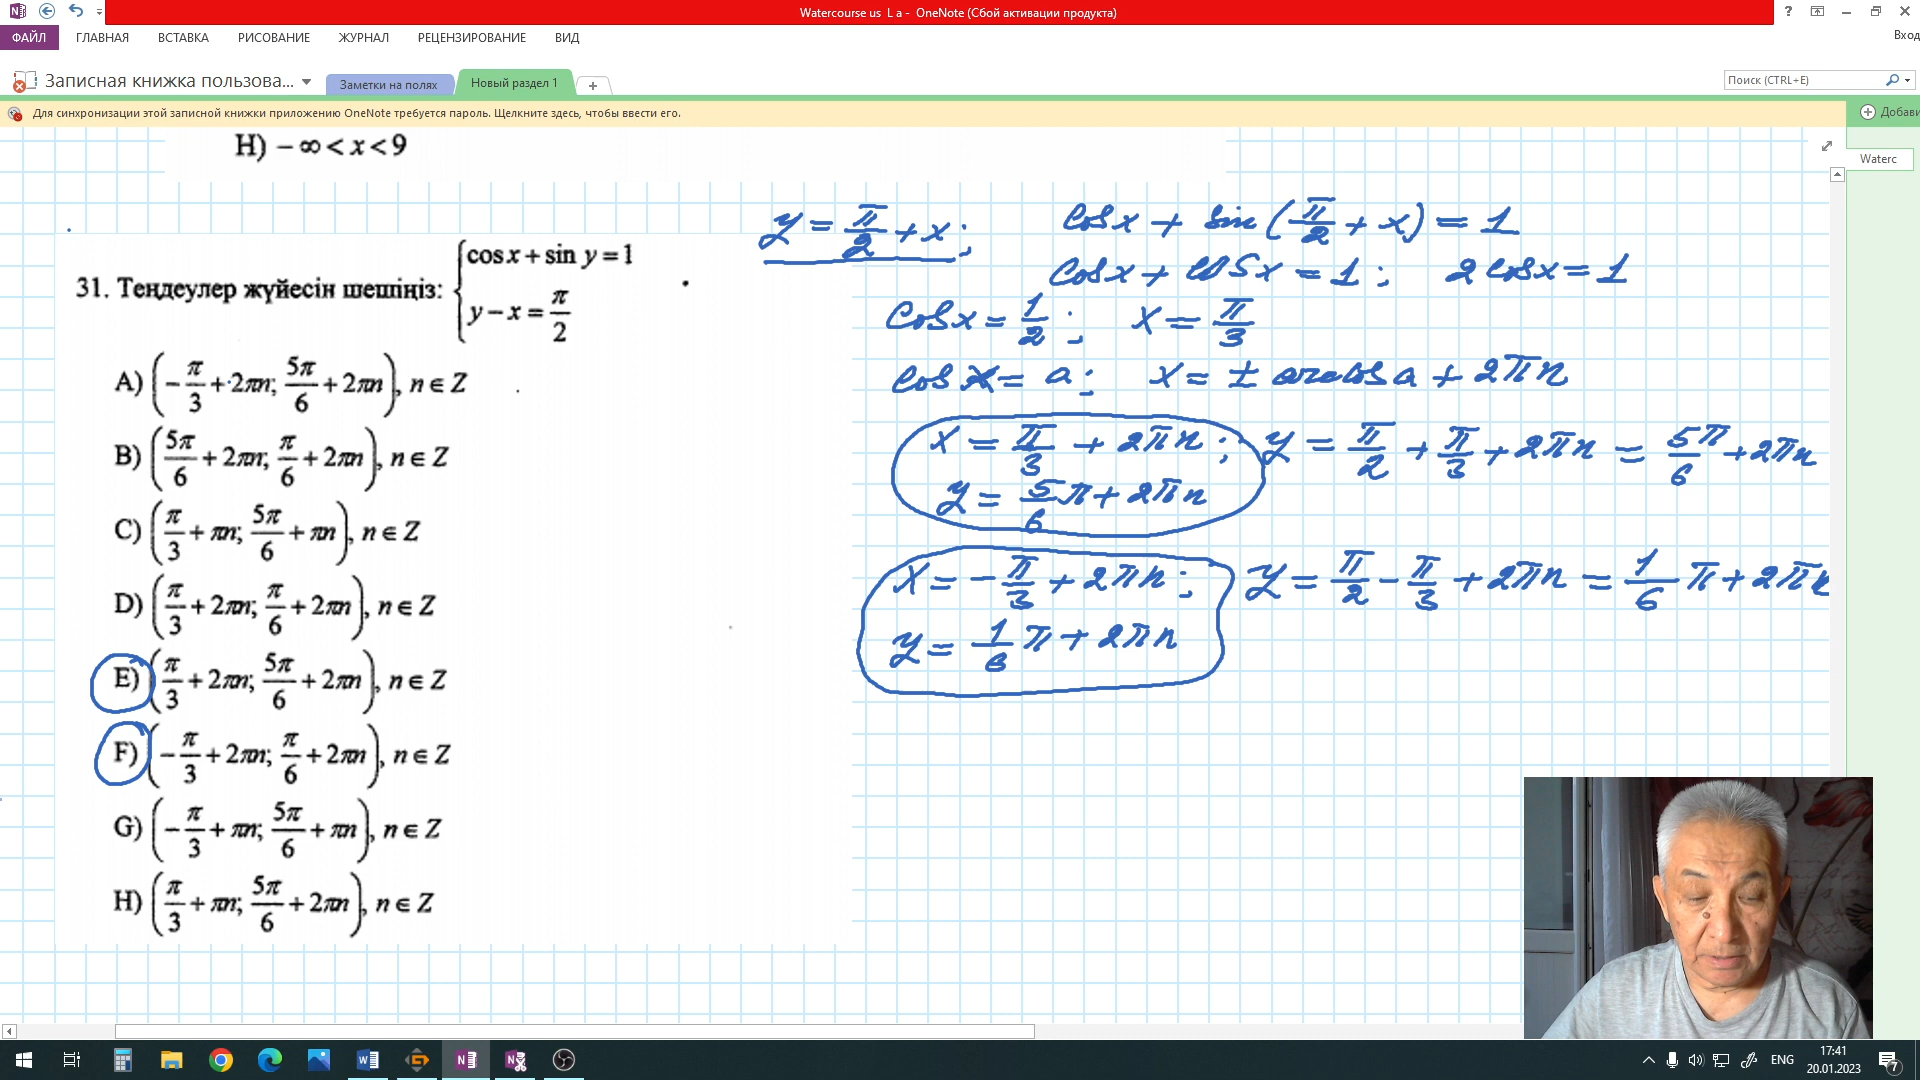 Watercourse us L a - OneNote (Сбой активации продукта)
ФАЙЛ ГЛАВНАЯ ВСТАВКА РИСОВАНИЕ ЖУРНАЛ РЕЦЕНЗИРОВАНИЕ ВИД
Вход
Записная книжка пользова... Заметки на полях Новый раздел 1
Поиск (CTRL+E)
Для синхронизации этой записной книжки приложению OneNote требуется пароль. Щелкните здесь, чтобы ввести его.
Добави
Waterc
H) −∞ < x < 9
31. Теңдеулер жүйесін шешіңіз: { cos x + sin y = 1
y − x = π/2
A) (−π/3 + 2πn; 5π/6 + 2πn), n ∈ Z
B) (5π/6 + 2πn; π/6 + 2πn), n ∈ Z
C) (π/3 + πn; 5π/6 + πn), n ∈ Z
D) (π/3 + 2πn; π/6 + 2πn), n ∈ Z
E) (π/3 + 2πn; 5π/6 + 2πn), n ∈ Z
F) (−π/3 + 2πn; π/6 + 2πn), n ∈ Z
G) (−π/3 + πn; 5π/6 + πn), n ∈ Z
H) (π/3 + πn; 5π/6 + 2πn), n ∈ Z
y = π/2 + x; cos x + sin (π/2 + x) = 1
cos x + cos x = 1; 2 cos x = 1
cos x = 1/2; x = π/3
cos x = a; x = ± arccos a + 2πn
x = π/3 + 2πn; y = π/2 + π/3 + 2πn = 5π/6 + 2πn
y = 5/6 π + 2πn
x = −π/3 + 2πn; y = π/2 − π/3 + 2πn = 1/6 π + 2πn
y = 1/6 π + 2πn
ENG
17:41
20.01.2023
7